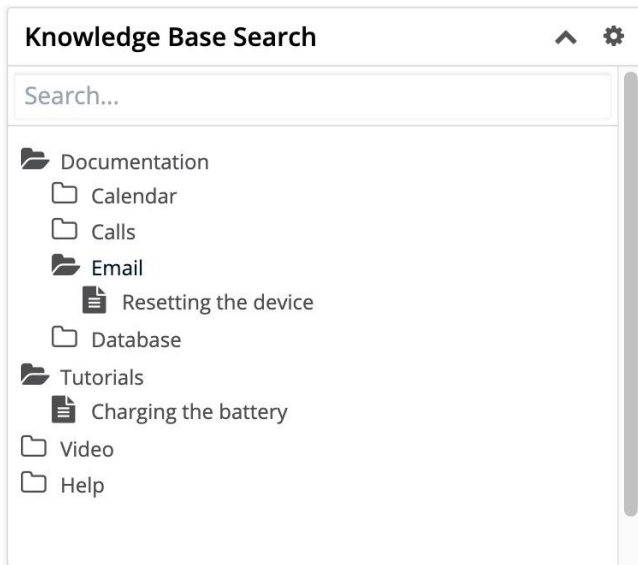 Knowledge Base Search
Search...
Documentation
Calendar
Calls
Email
Resetting the device
Database
Tutorials
Charging the battery
Video
Help